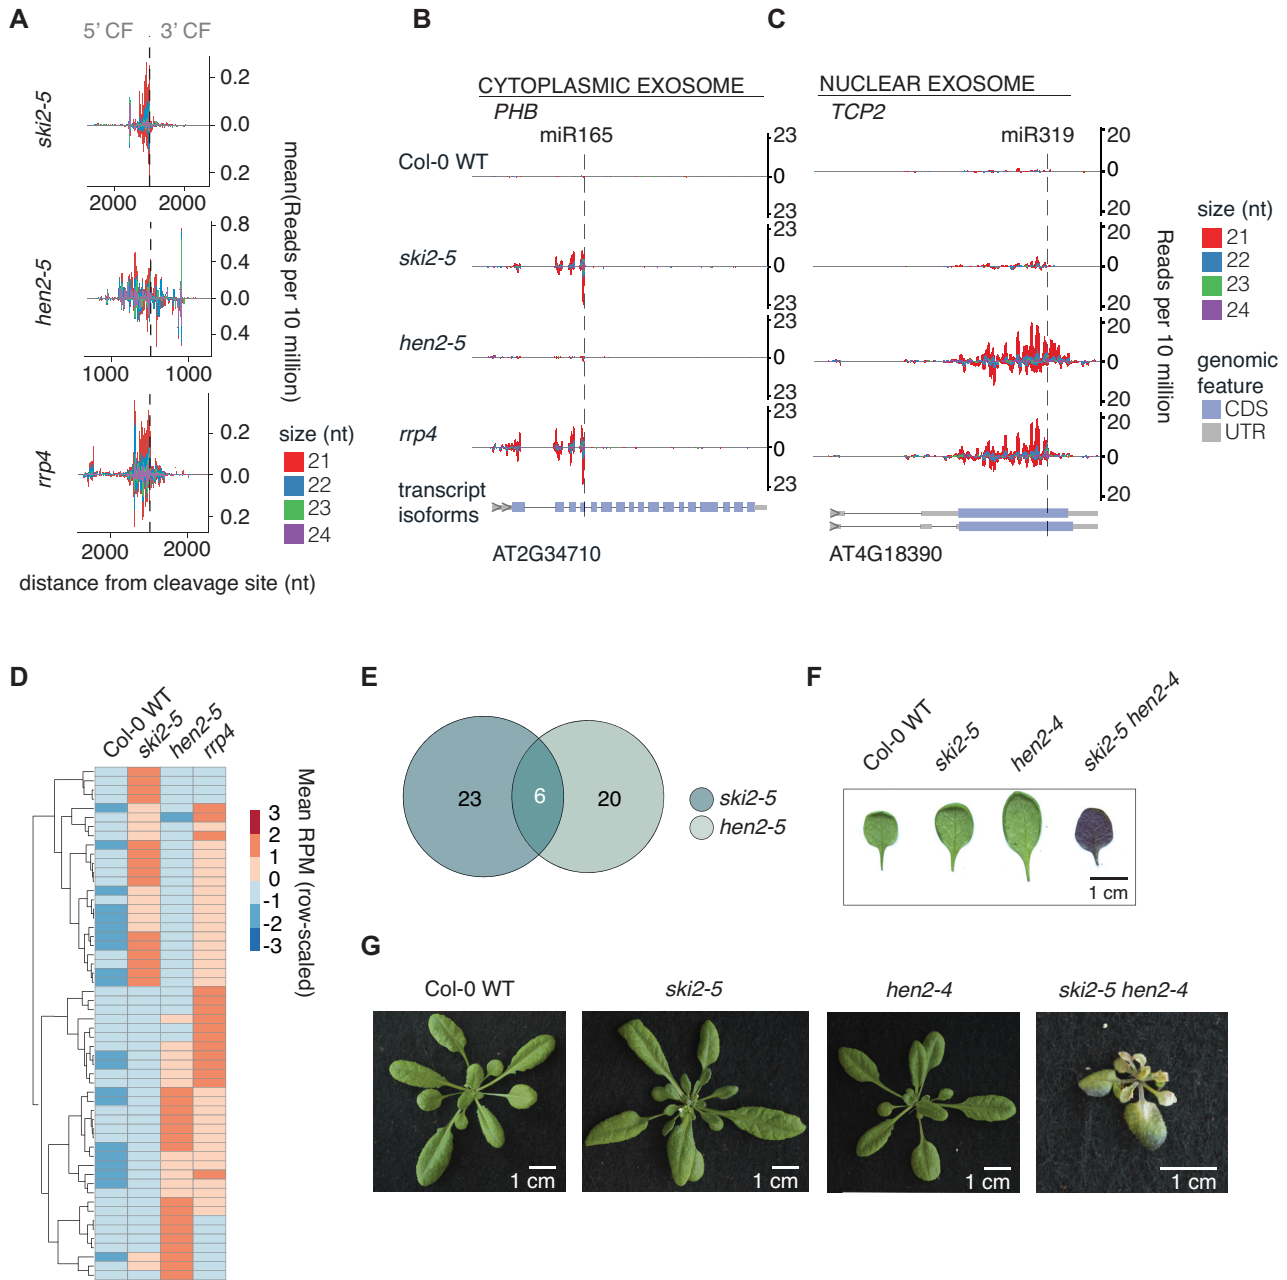 A
5' CF 3' CF
ski2-5
0.2
0.0
0.2
2000 2000
hen2-5
0.8
0.4
0.0
0.4
1000 1000
rrp4
0.2
0.0
0.2
2000 2000
mean(Reads per 10 million)
size (nt)
21
22
23
24
distance from cleavage site (nt)
B
CYTOPLASMIC EXOSOME
PHB
miR165
Col-0 WT
23
0
23
ski2-5
23
0
23
hen2-5
23
0
23
rrp4
23
0
23
transcript
isoforms
AT2G34710
C
NUCLEAR EXOSOME
TCP2
miR319
20
0
20
20
0
20
20
0
20
20
0
20
Reads per 10 million
AT4G18390
size (nt)
21
22
23
24
genomic
feature
CDS
UTR
D
Col-0 WT
ski2-5
hen2-5
rrp4
3
2
1
0
-1
-2
-3
Mean RPM (row-scaled)
E
23 6 20
ski2-5
hen2-5
F
Col-0 WT
ski2-5
hen2-4
ski2-5 hen2-4
1 cm
G
Col-0 WT ski2-5 hen2-4 ski2-5 hen2-4
1 cm 1 cm 1 cm 1 cm